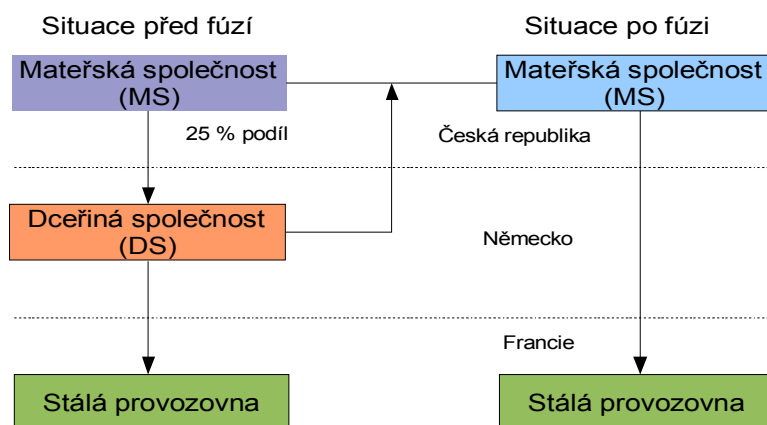 Situace před fúzí
Situace po fúzi
Mateřská společnost
(MS)
Mateřská společnost
(MS)
25 % podíl
Česká republika
Dceřiná společnost
(DS)
Německo
Francie
Stálá provozovna
Stálá provozovna